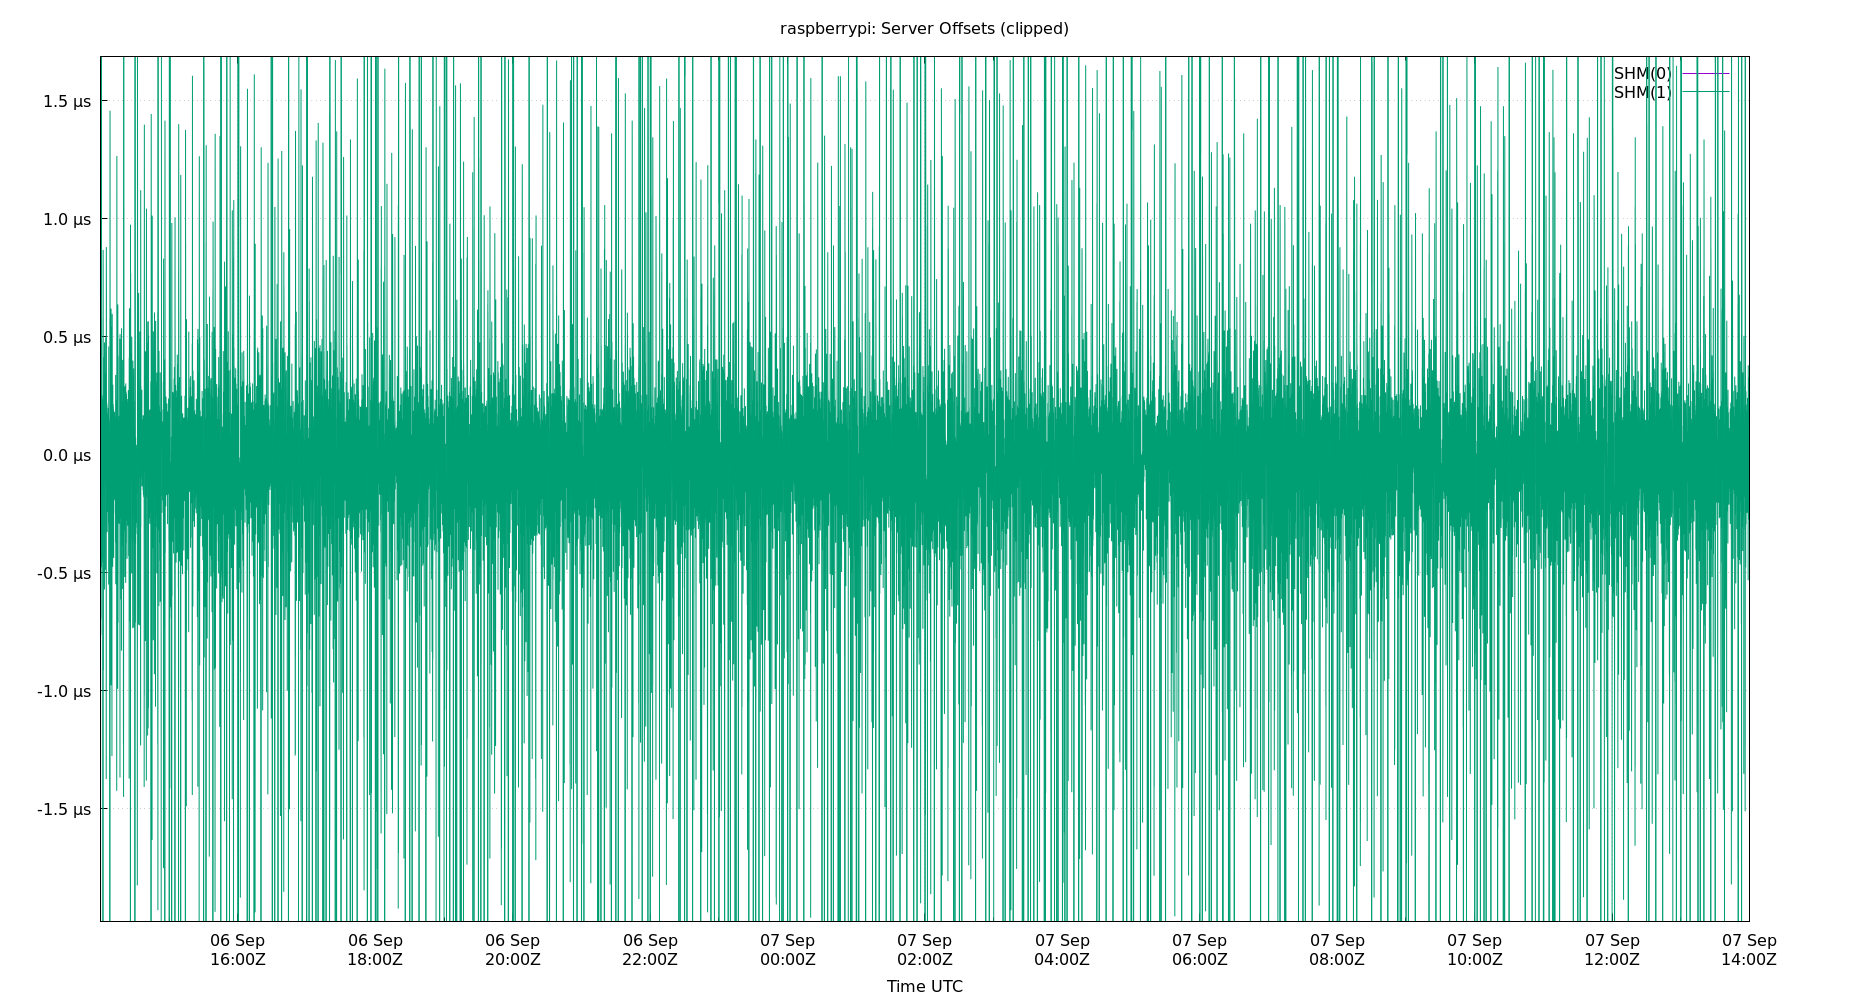 raspberrypi: Server Offsets (clipped)
SHM(0)
SHM(1)
1.5 µs
1.0 µs
0.5 µs
0.0 µs
-0.5 µs
-1.0 µs
-1.5 µs
06 Sep 06 Sep 06 Sep 06 Sep 07 Sep 07 Sep 07 Sep 07 Sep 07 Sep 07 Sep 07 Sep 07 Sep
16:00Z 18:00Z 20:00Z 22:00Z 00:00Z 02:00Z 04:00Z 06:00Z 08:00Z 10:00Z 12:00Z 14:00Z
Time UTC